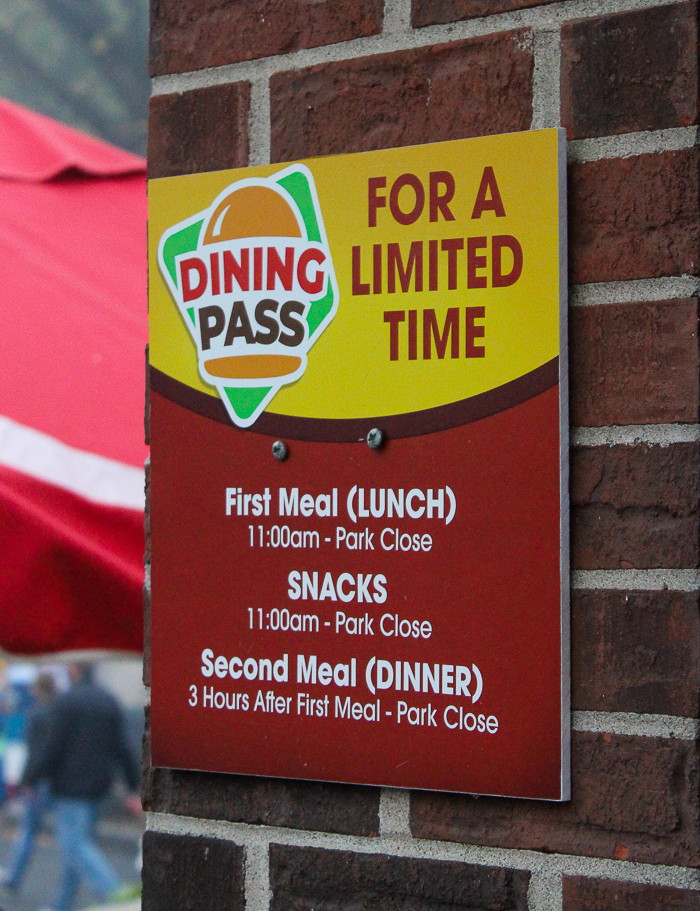 DINING
PASS
FOR A
LIMITED
TIME
First Meal (LUNCH)
11:00am - Park Close
SNACKS
11:00am - Park Close
Second Meal (DINNER)
3 Hours After First Meal - Park Close